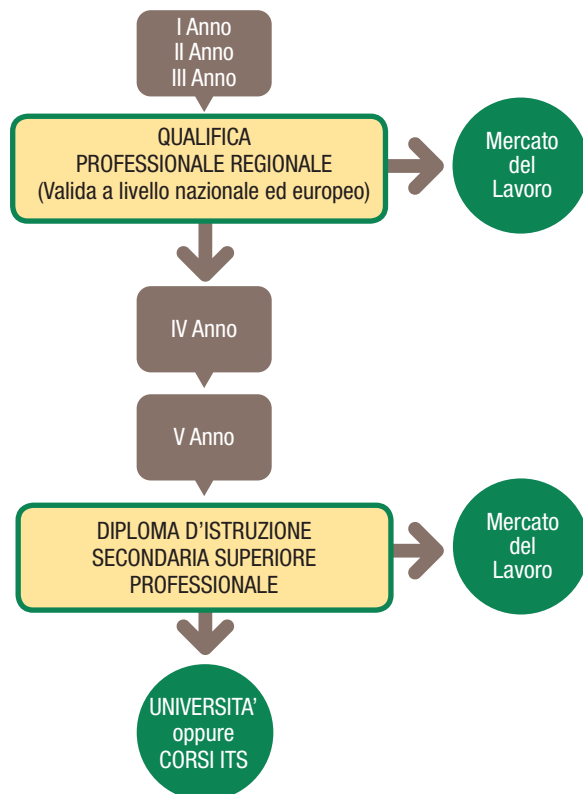 I Anno
II Anno
III Anno
QUALIFICA
PROFESSIONALE REGIONALE
(Valida a livello nazionale ed europeo)
Mercato
del
Lavoro
IV Anno
V Anno
DIPLOMA D'ISTRUZIONE
SECONDARIA SUPERIORE
PROFESSIONALE
Mercato
del
Lavoro
UNIVERSITA’
oppure
CORSI ITS